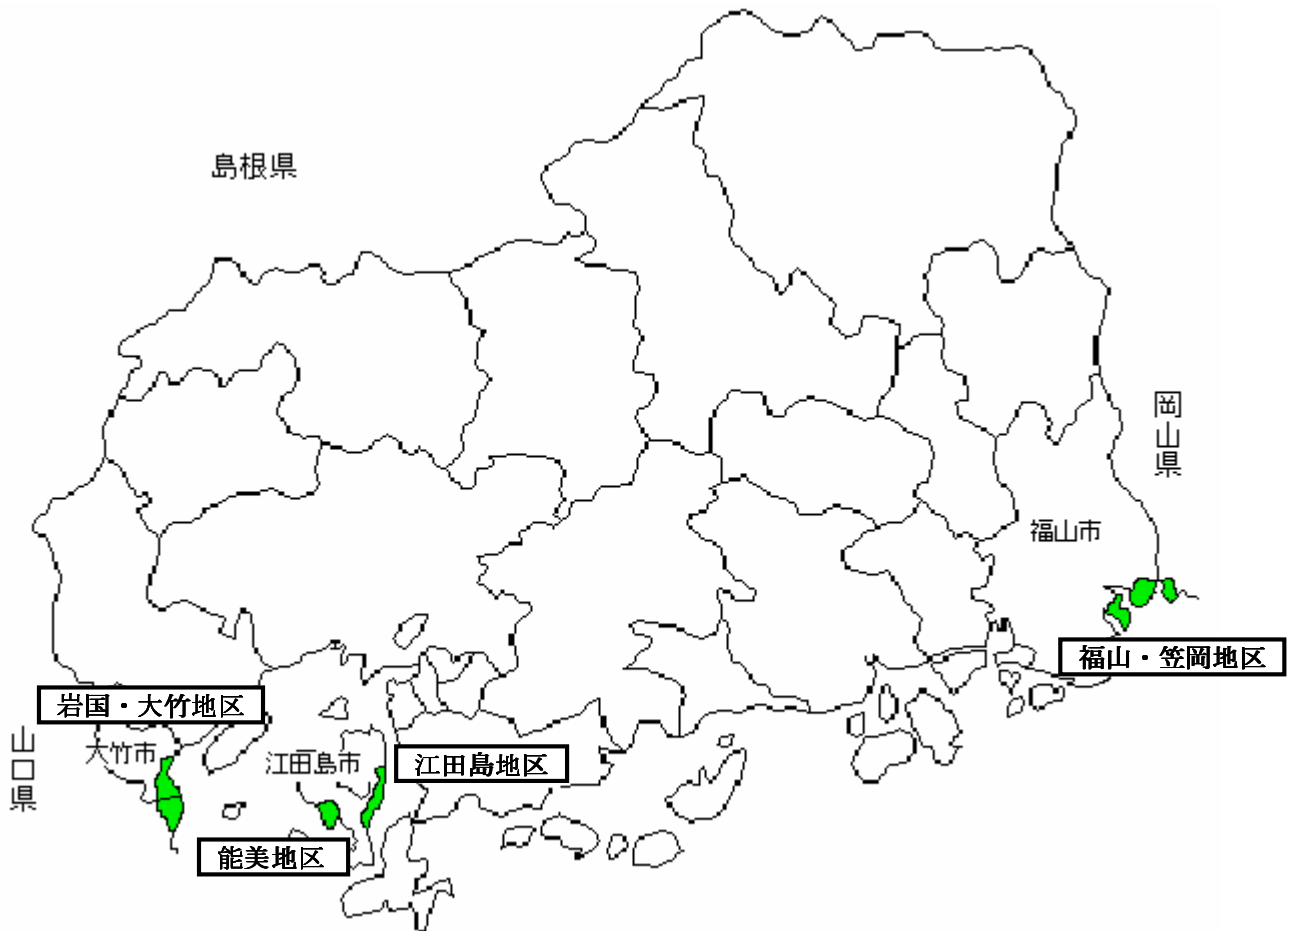 島根県
岡山県
福山市
福山・笠岡地区
岩国・大竹地区
山口県
大竹市
江田島市
江田島地区
能美地区